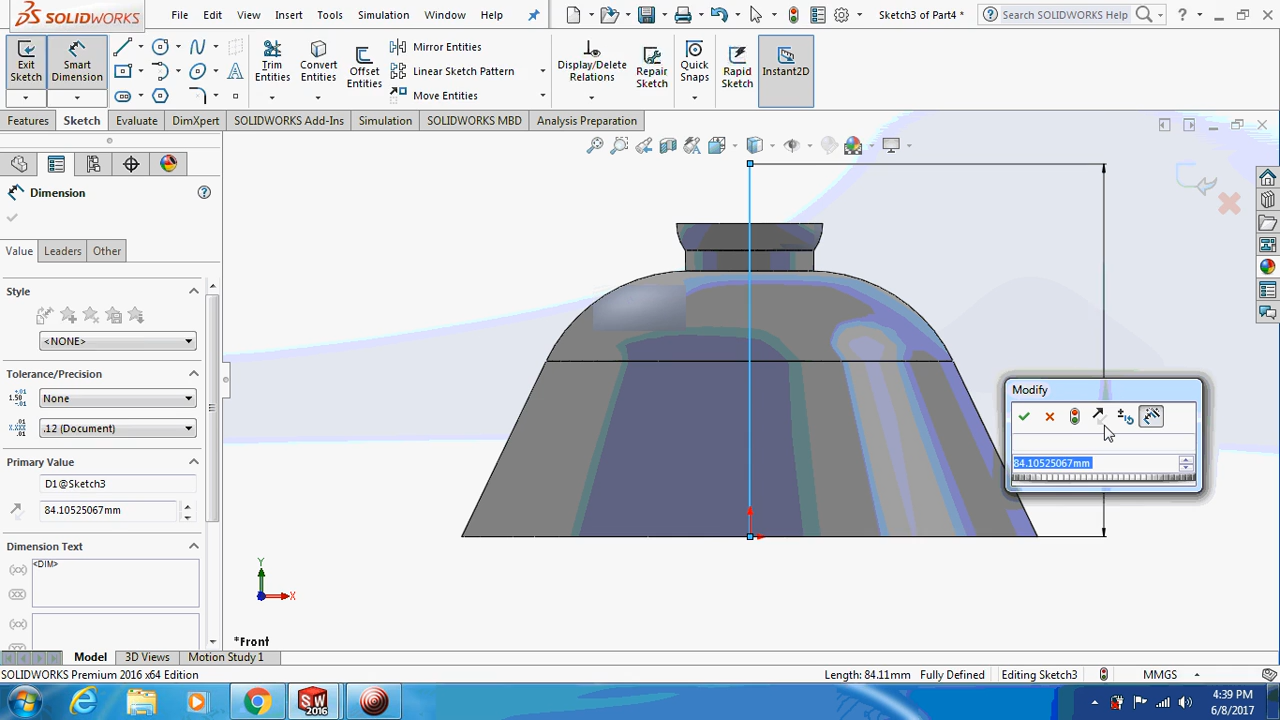 SOLIDWORKS
File Edit View Insert Tools Simulation Window Help
Sketch3 of Part4 *
Search SOLIDWORKS Help
Exit Sketch
Smart Dimension
Trim Entities
Convert Entities
Offset Entities
Mirror Entities
Linear Sketch Pattern
Move Entities
Display/Delete Relations
Repair Sketch
Quick Snaps
Rapid Sketch
Instant2D
Features Sketch Evaluate DimXpert SOLIDWORKS Add-Ins Simulation SOLIDWORKS MBD Analysis Preparation
Dimension
Value Leaders Other
Style
<NONE>
Tolerance/Precision
None
.12 (Document)
Primary Value
D1@Sketch3
84.10525067mm
Dimension Text
<DIM>
Modify
84.10525067mm
Y
X
*Front
Model 3D Views Motion Study 1
SOLIDWORKS Premium 2016 x64 Edition
Length: 84.11mm Fully Defined Editing Sketch3 MMGS
SW
2016
4:39 PM
6/8/2017